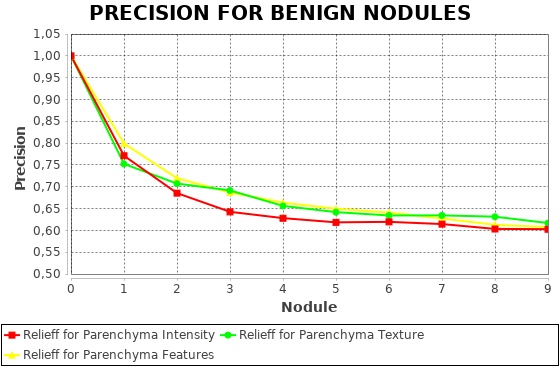 PRECISION FOR BENIGN NODULES
1,05
1,00
0,95
0,90
0,85
0,80
0,75
0,70
0,65
0,60
0,55
0,50
Precision
0 1 2 3 4 5 6 7 8 9
Nodule
Relieff for Parenchyma Intensity Relieff for Parenchyma Texture
Relieff for Parenchyma Features